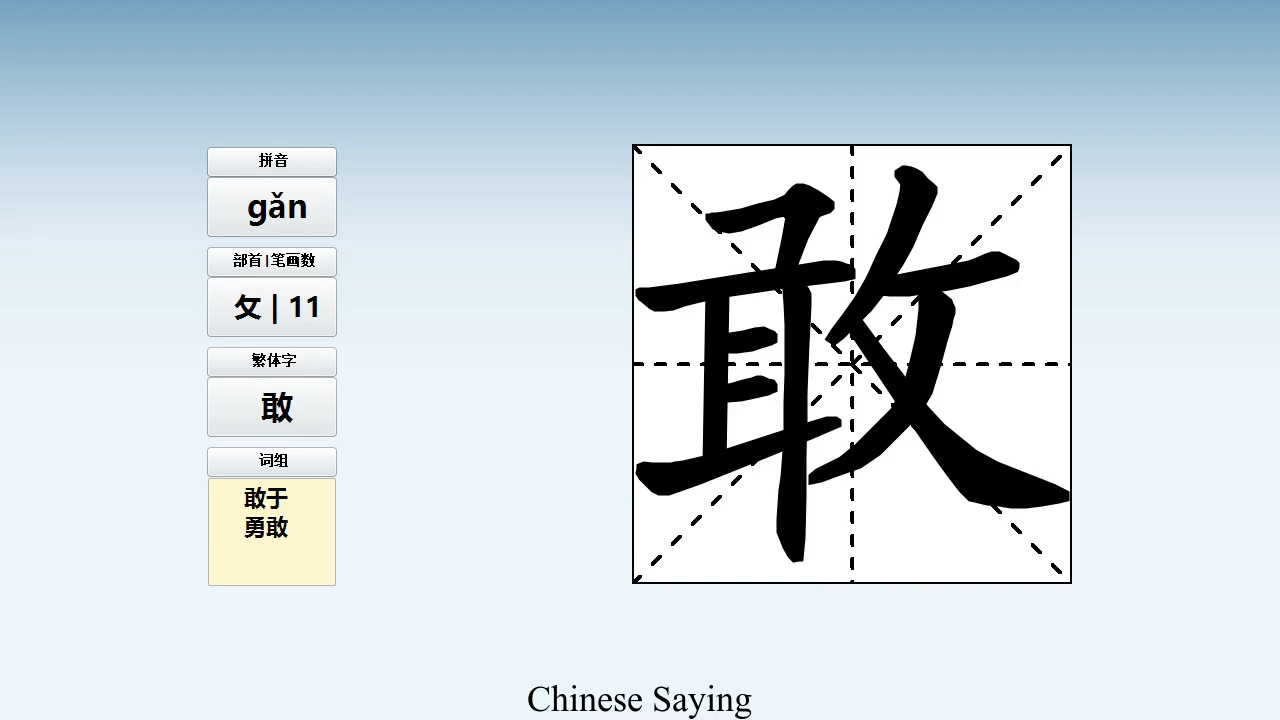 拼音
gǎn
部首|笔画数
攵 | 11
繁体字
敢
词组
敢于
勇敢
敢
Chinese Saying